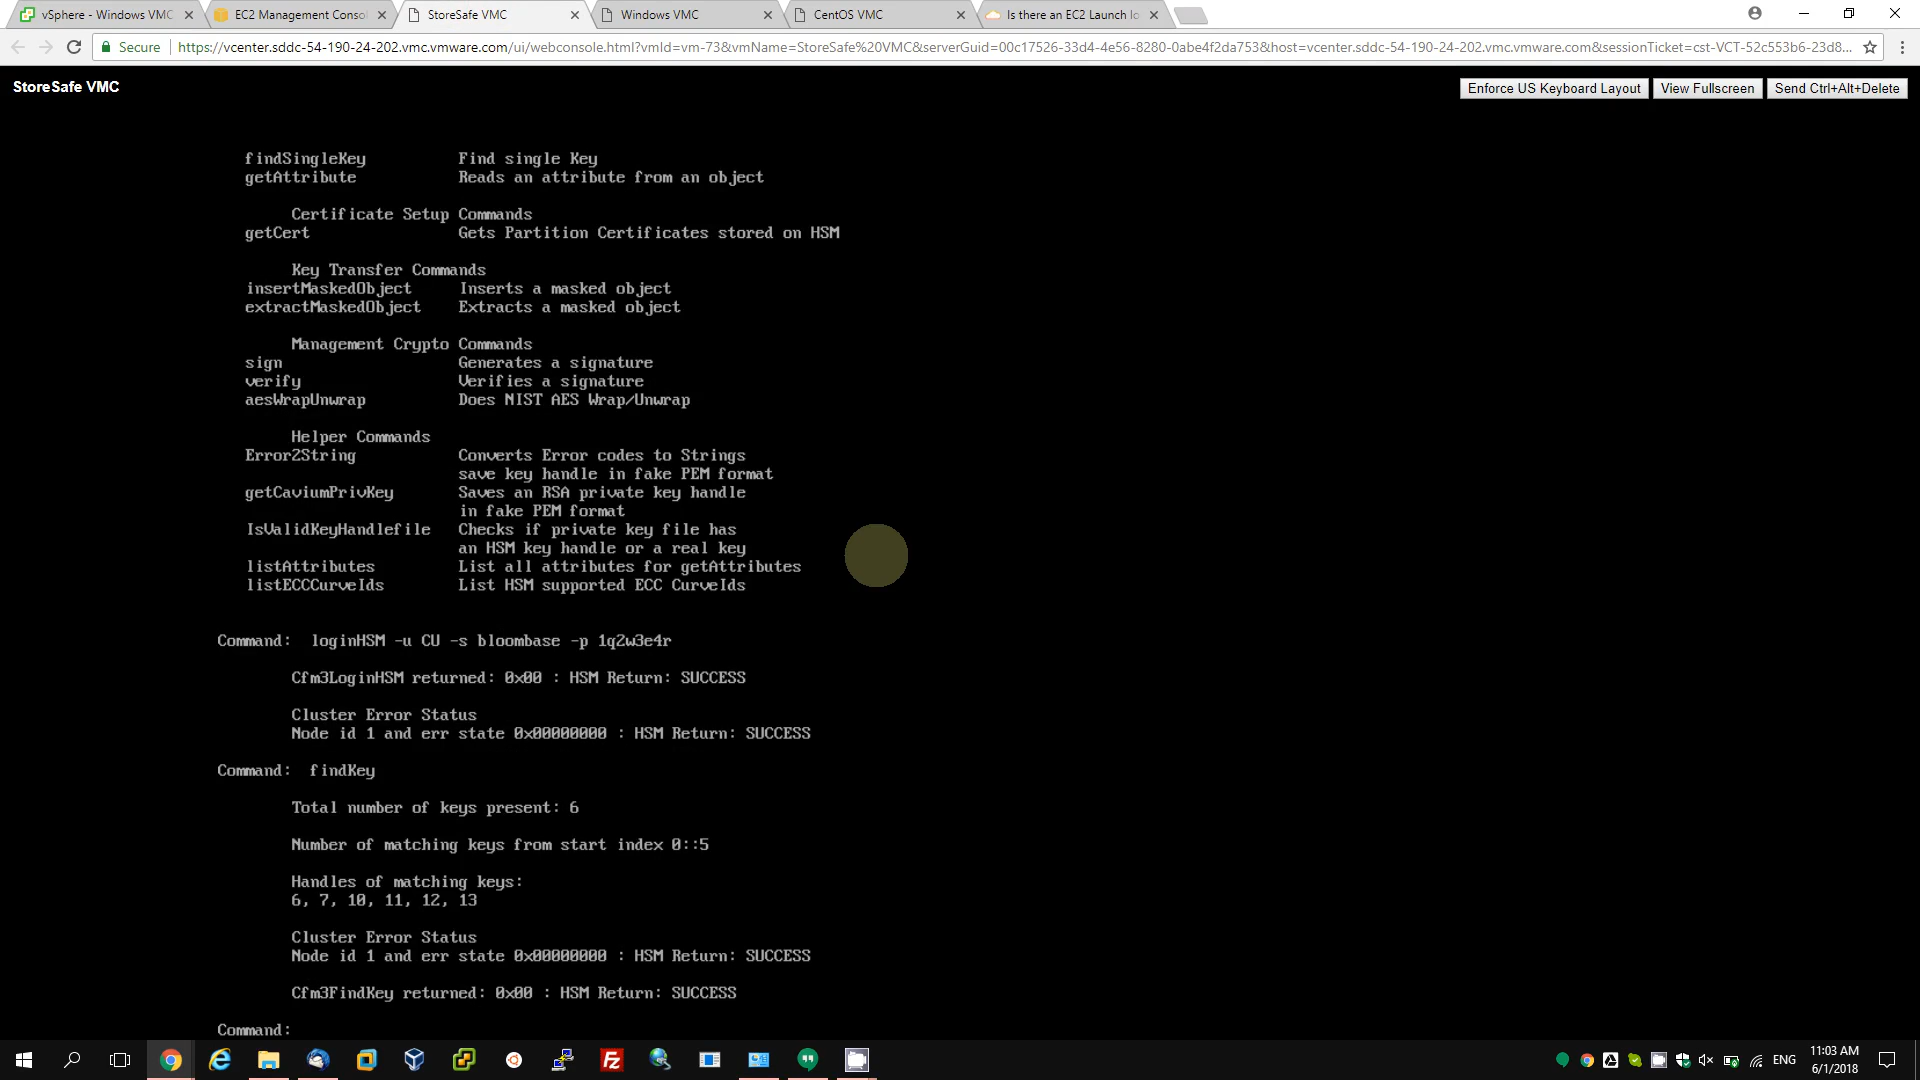 vSphere - Windows VMC
EC2 Management Consol
StoreSafe VMC
Windows VMC
CentOS VMC
Is there an EC2 Launch lo
Secure
https://vcenter.sddc-54-190-24-202.vmc.vmware.com/ui/webconsole.html?vmId=vm-73&vmName=StoreSafe%20VMC&serverGuid=00c17526-33d4-4e56-8280-0abe4f2da753&host=vcenter.sddc-54-190-24-202.vmc.vmware.com&sessionTicket=cst-VCT-52c553b6-23d8...
StoreSafe VMC
Enforce US Keyboard Layout
View Fullscreen
Send Ctrl+Alt+Delete
findSingleKey Find single Key
getAttribute Reads an attribute from an object
Certificate Setup Commands
getCert Gets Partition Certificates stored on HSM
Key Transfer Commands
insertMaskedObject Inserts a masked object
extractMaskedObject Extracts a masked object
Management Crypto Commands
sign Generates a signature
verify Verifies a signature
aesWrapUnwrap Does NIST AES Wrap/Unwrap
Helper Commands
Error2String Converts Error codes to Strings
save key handle in fake PEM format
getCaviumPrivKey Saves an RSA private key handle
in fake PEM format
IsValidKeyHandlefile Checks if private key file has
an HSM key handle or a real key
listAttributes List all attributes for getAttributes
listECCCurveIds List HSM supported ECC CurveIds
Command: loginHSM -u CU -s bloombase -p 1q2w3e4r
Cfm3LoginHSM returned: 0x00 : HSM Return: SUCCESS
Cluster Error Status
Node id 1 and err state 0x00000000 : HSM Return: SUCCESS
Command: findKey
Total number of keys present: 6
Number of matching keys from start index 0::5
Handles of matching keys:
6, 7, 10, 11, 12, 13
Cluster Error Status
Node id 1 and err state 0x00000000 : HSM Return: SUCCESS
Cfm3FindKey returned: 0x00 : HSM Return: SUCCESS
Command:
ENG
11:03 AM
6/1/2018